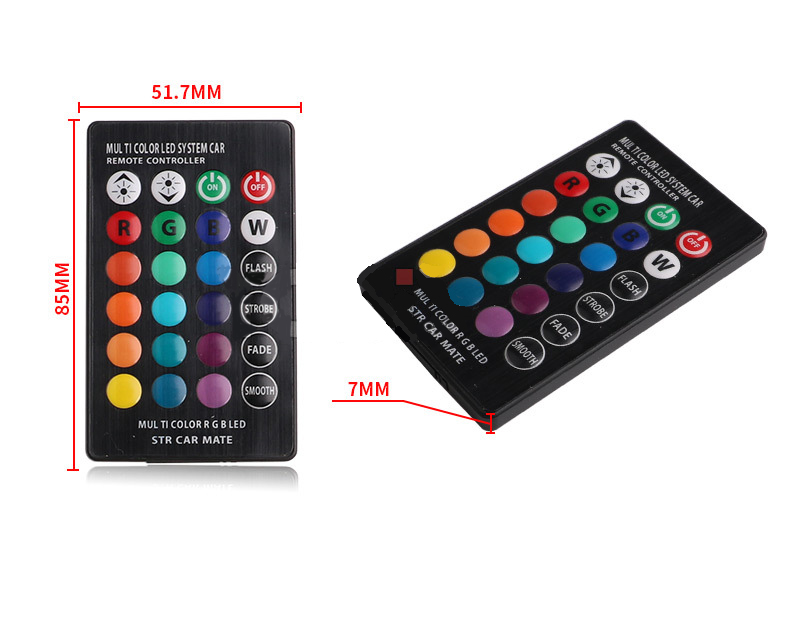 51.7MM
85MM
MUL TI COLOR LED SYSTEM CAR
REMOTE CONTROLLER
ON OFF
R G B W
FLASH
STROBE
FADE
SMOOTH
MUL TI COLOR R G B LED
STR CAR MATE
MUL TI COLOR LED SYSTEM CAR
REMOTE CONTROLLER
ON
OFF
R
G
B
W
FLASH
STROBE
FADE
SMOOTH
MUL TI COLOR R G B LED
STR CAR MATE
7MM